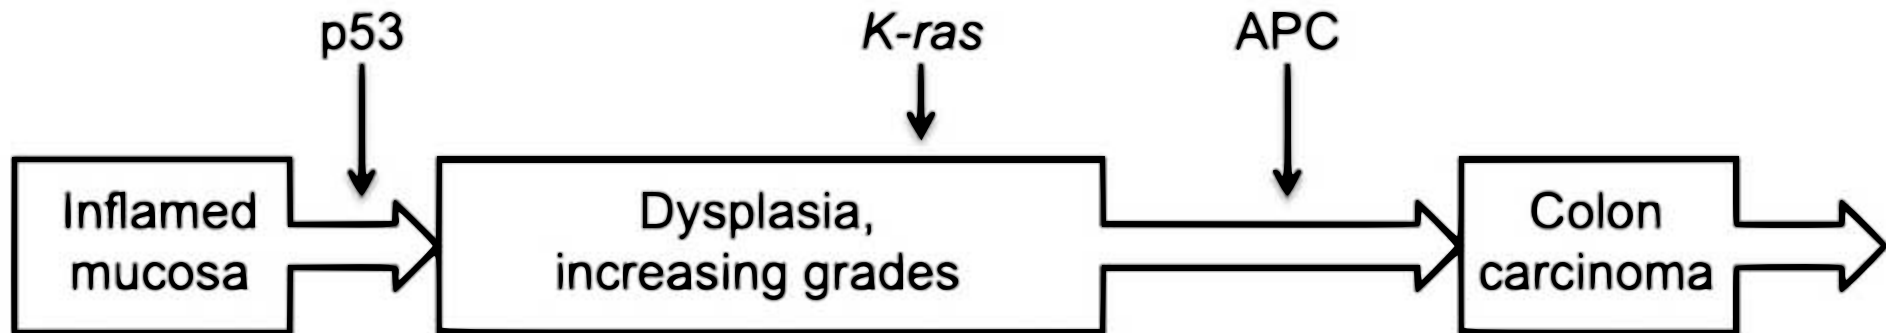 p53
K-ras
APC
Inflamed
mucosa
Dysplasia,
increasing grades
Colon
carcinoma